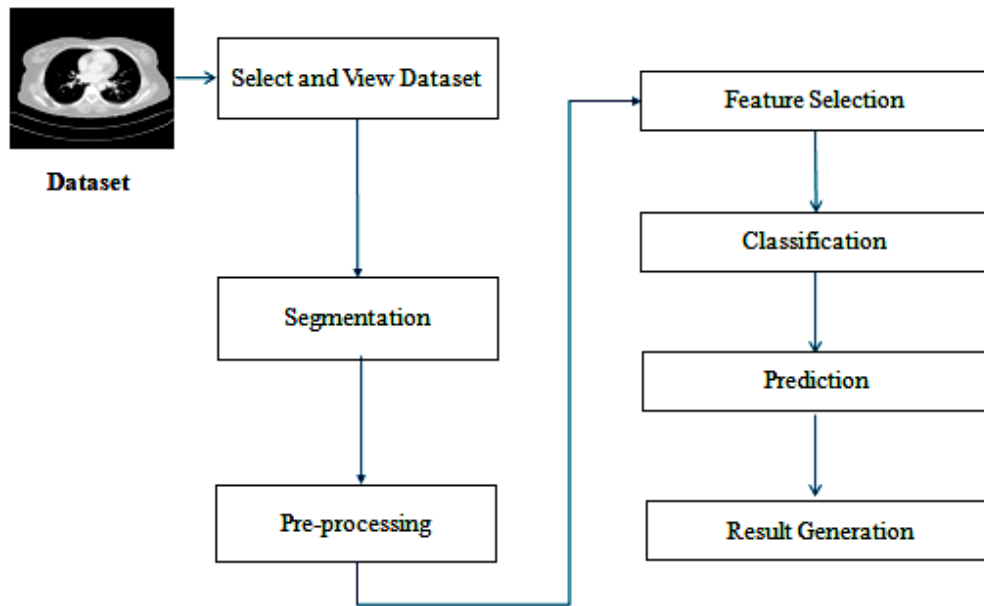 Dataset
Select and View Dataset
Segmentation
Pre-processing
Feature Selection
Classification
Prediction
Result Generation